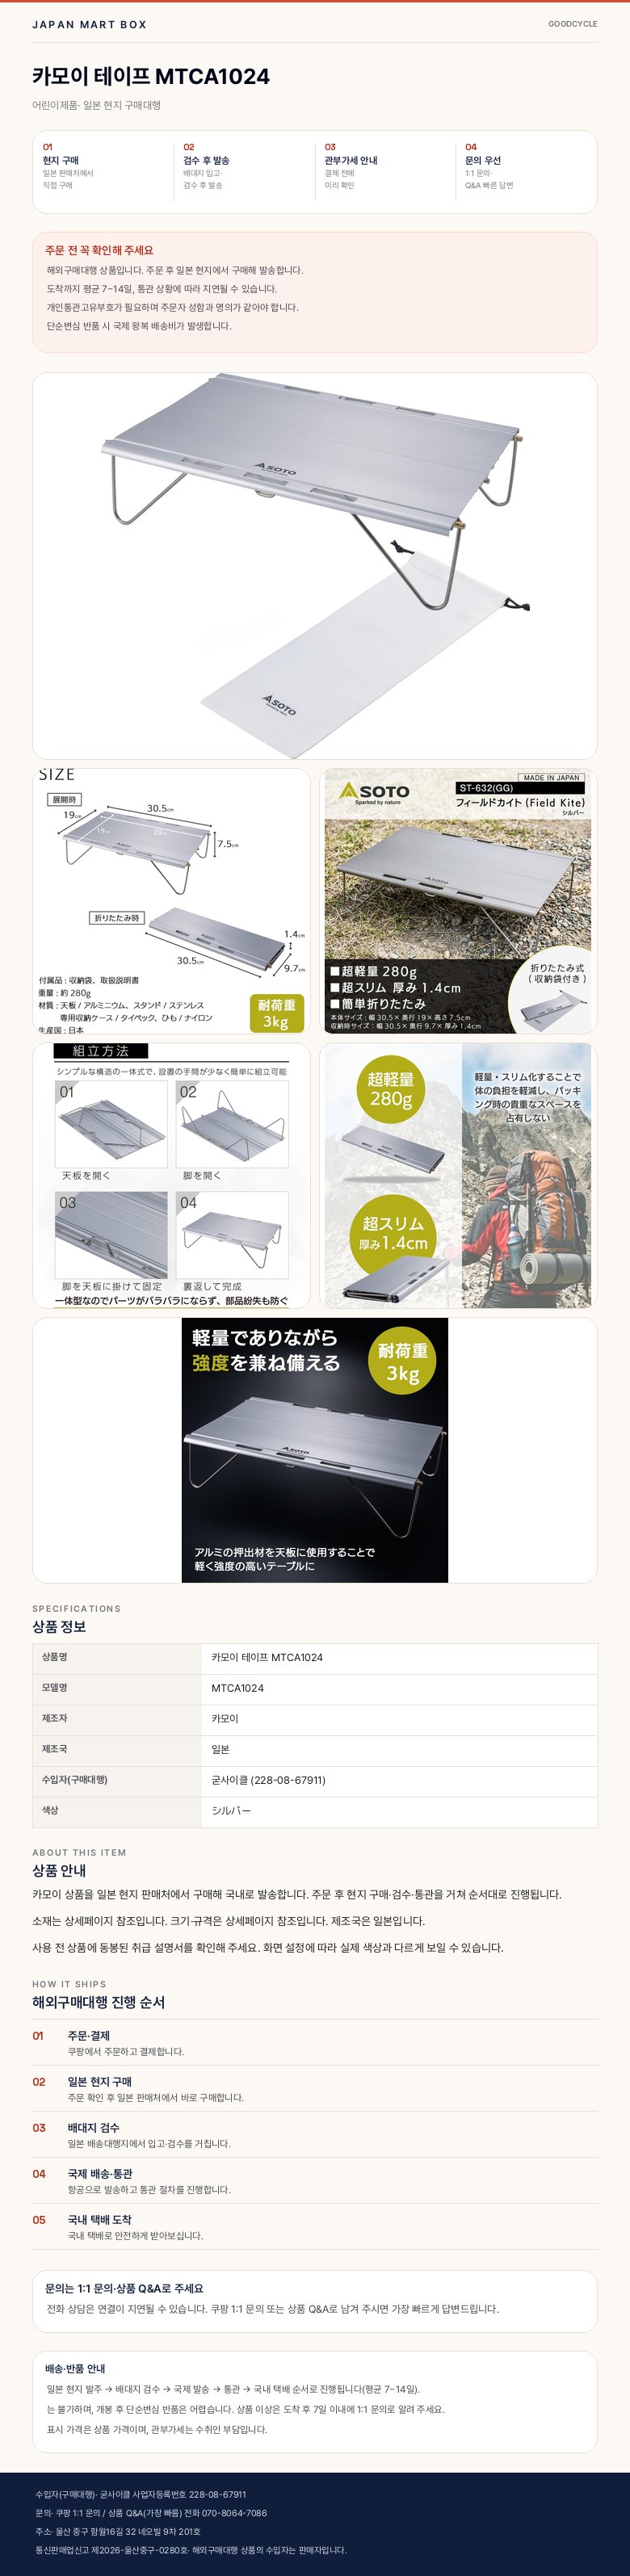 JAPAN MART BOX
GOODCYCLE
카모이 테이프 MTCA1024
어린이제품· 일본 현지 구매대행
01
현지 구매
일본 판매처에서
직접 구매
02
검수 후 발송
배대지 입고·
검수 후 발송
03
관부가세 안내
결제 전에
미리 확인
04
문의 우선
1:1 문의·
Q&A 빠른 답변
주문 전 꼭 확인해 주세요
해외구매대행 상품입니다. 주문 후 일본 현지에서 구매해 발송합니다.
도착까지 평균 7~14일, 통관 상황에 따라 지연될 수 있습니다.
개인통관고유부호가 필요하며 주문자 성함과 명의가 같아야 합니다.
단순변심 반품 시 국제 왕복 배송비가 발생합니다.
SOTO
SOTO
SIZE
展開時
30.5cm
19cm
19cm
29cm
7.5cm
折りたたみ時
1.4cm
30.5cm
9.7cm
付属品：収納袋、取扱説明書
重量：約 280g
材質：天板 / アルミニウム、スタンド / ステンレス
専用収納ケース / タイベック、ひも / ナイロン
生産国：日本
耐荷重
3kg
MADE IN JAPAN
SOTO
Sparked by nature
ST-632(GG)
フィールドカイト (Field Kite)
シルバー
SOTO
■超軽量 280g
■超スリム 厚み 1.4cm
■簡単折りたたみ
本体サイズ：幅 30.5× 奥行 19× 高さ 7.5cm
収納時サイズ：幅 30.5× 奥行 9.7× 厚み 1.4cm
折りたたみ式
( 収納袋付き )
組立方法
シンプルな構造の一体式で、設置の手間が少なく簡単に組立可能
01
02
天板を開く
脚を開く
03
04
脚を天板に掛けて固定
裏返して完成
一体型なのでパーツがバラバラにならず、部品紛失も防ぐ
超軽量
280g
軽量・スリム化することで
体の負担を軽減し、パッキ
ング時の貴重なスペースを
占有しない
超スリム
厚み1.4cm
軽量でありながら
強度を兼ね備える
耐荷重
3kg
SOTO
アルミの押出材を天板に使用することで
軽く強度の高いテーブルに
SPECIFICATIONS
상품 정보
상품명
카모이 테이프 MTCA1024
모델명
MTCA1024
제조자
카모이
제조국
일본
수입자(구매대행)
굳사이클 (228-08-67911)
색상
シルバー
ABOUT THIS ITEM
상품 안내
카모이 상품을 일본 현지 판매처에서 구매해 국내로 발송합니다. 주문 후 현지 구매·검수·통관을 거쳐 순서대로 진행됩니다.
소재는 상세페이지 참조입니다. 크기·규격은 상세페이지 참조입니다. 제조국은 일본입니다.
사용 전 상품에 동봉된 취급 설명서를 확인해 주세요. 화면 설정에 따라 실제 색상과 다르게 보일 수 있습니다.
HOW IT SHIPS
해외구매대행 진행 순서
01
주문·결제
쿠팡에서 주문하고 결제합니다.
02
일본 현지 구매
주문 확인 후 일본 판매처에서 바로 구매합니다.
03
배대지 검수
일본 배송대행지에서 입고·검수를 거칩니다.
04
국제 배송·통관
항공으로 발송하고 통관 절차를 진행합니다.
05
국내 택배 도착
국내 택배로 안전하게 받아보십니다.
문의는 1:1 문의·상품 Q&A로 주세요
전화 상담은 연결이 지연될 수 있습니다. 쿠팡 1:1 문의 또는 상품 Q&A로 남겨 주시면 가장 빠르게 답변드립니다.
배송·반품 안내
일본 현지 발주 → 배대지 검수 → 국제 발송 → 통관 → 국내 택배 순서로 진행됩니다(평균 7~14일).
는 불가하며, 개봉 후 단순변심 반품은 어렵습니다. 상품 이상은 도착 후 7일 이내에 1:1 문의로 알려 주세요.
표시 가격은 상품 가격이며, 관부가세는 수취인 부담입니다.
수입자(구매대행)· 굳사이클 사업자등록번호 228-08-67911
문의· 쿠팡 1:1 문의 / 상품 Q&A(가장 빠름) 전화 070-8064-7086
주소· 울산 중구 함월16길 32 네오빌 9차 201호
통신판매업신고 제2026-울산중구-0280호· 해외구매대행 상품의 수입자는 판매자입니다.